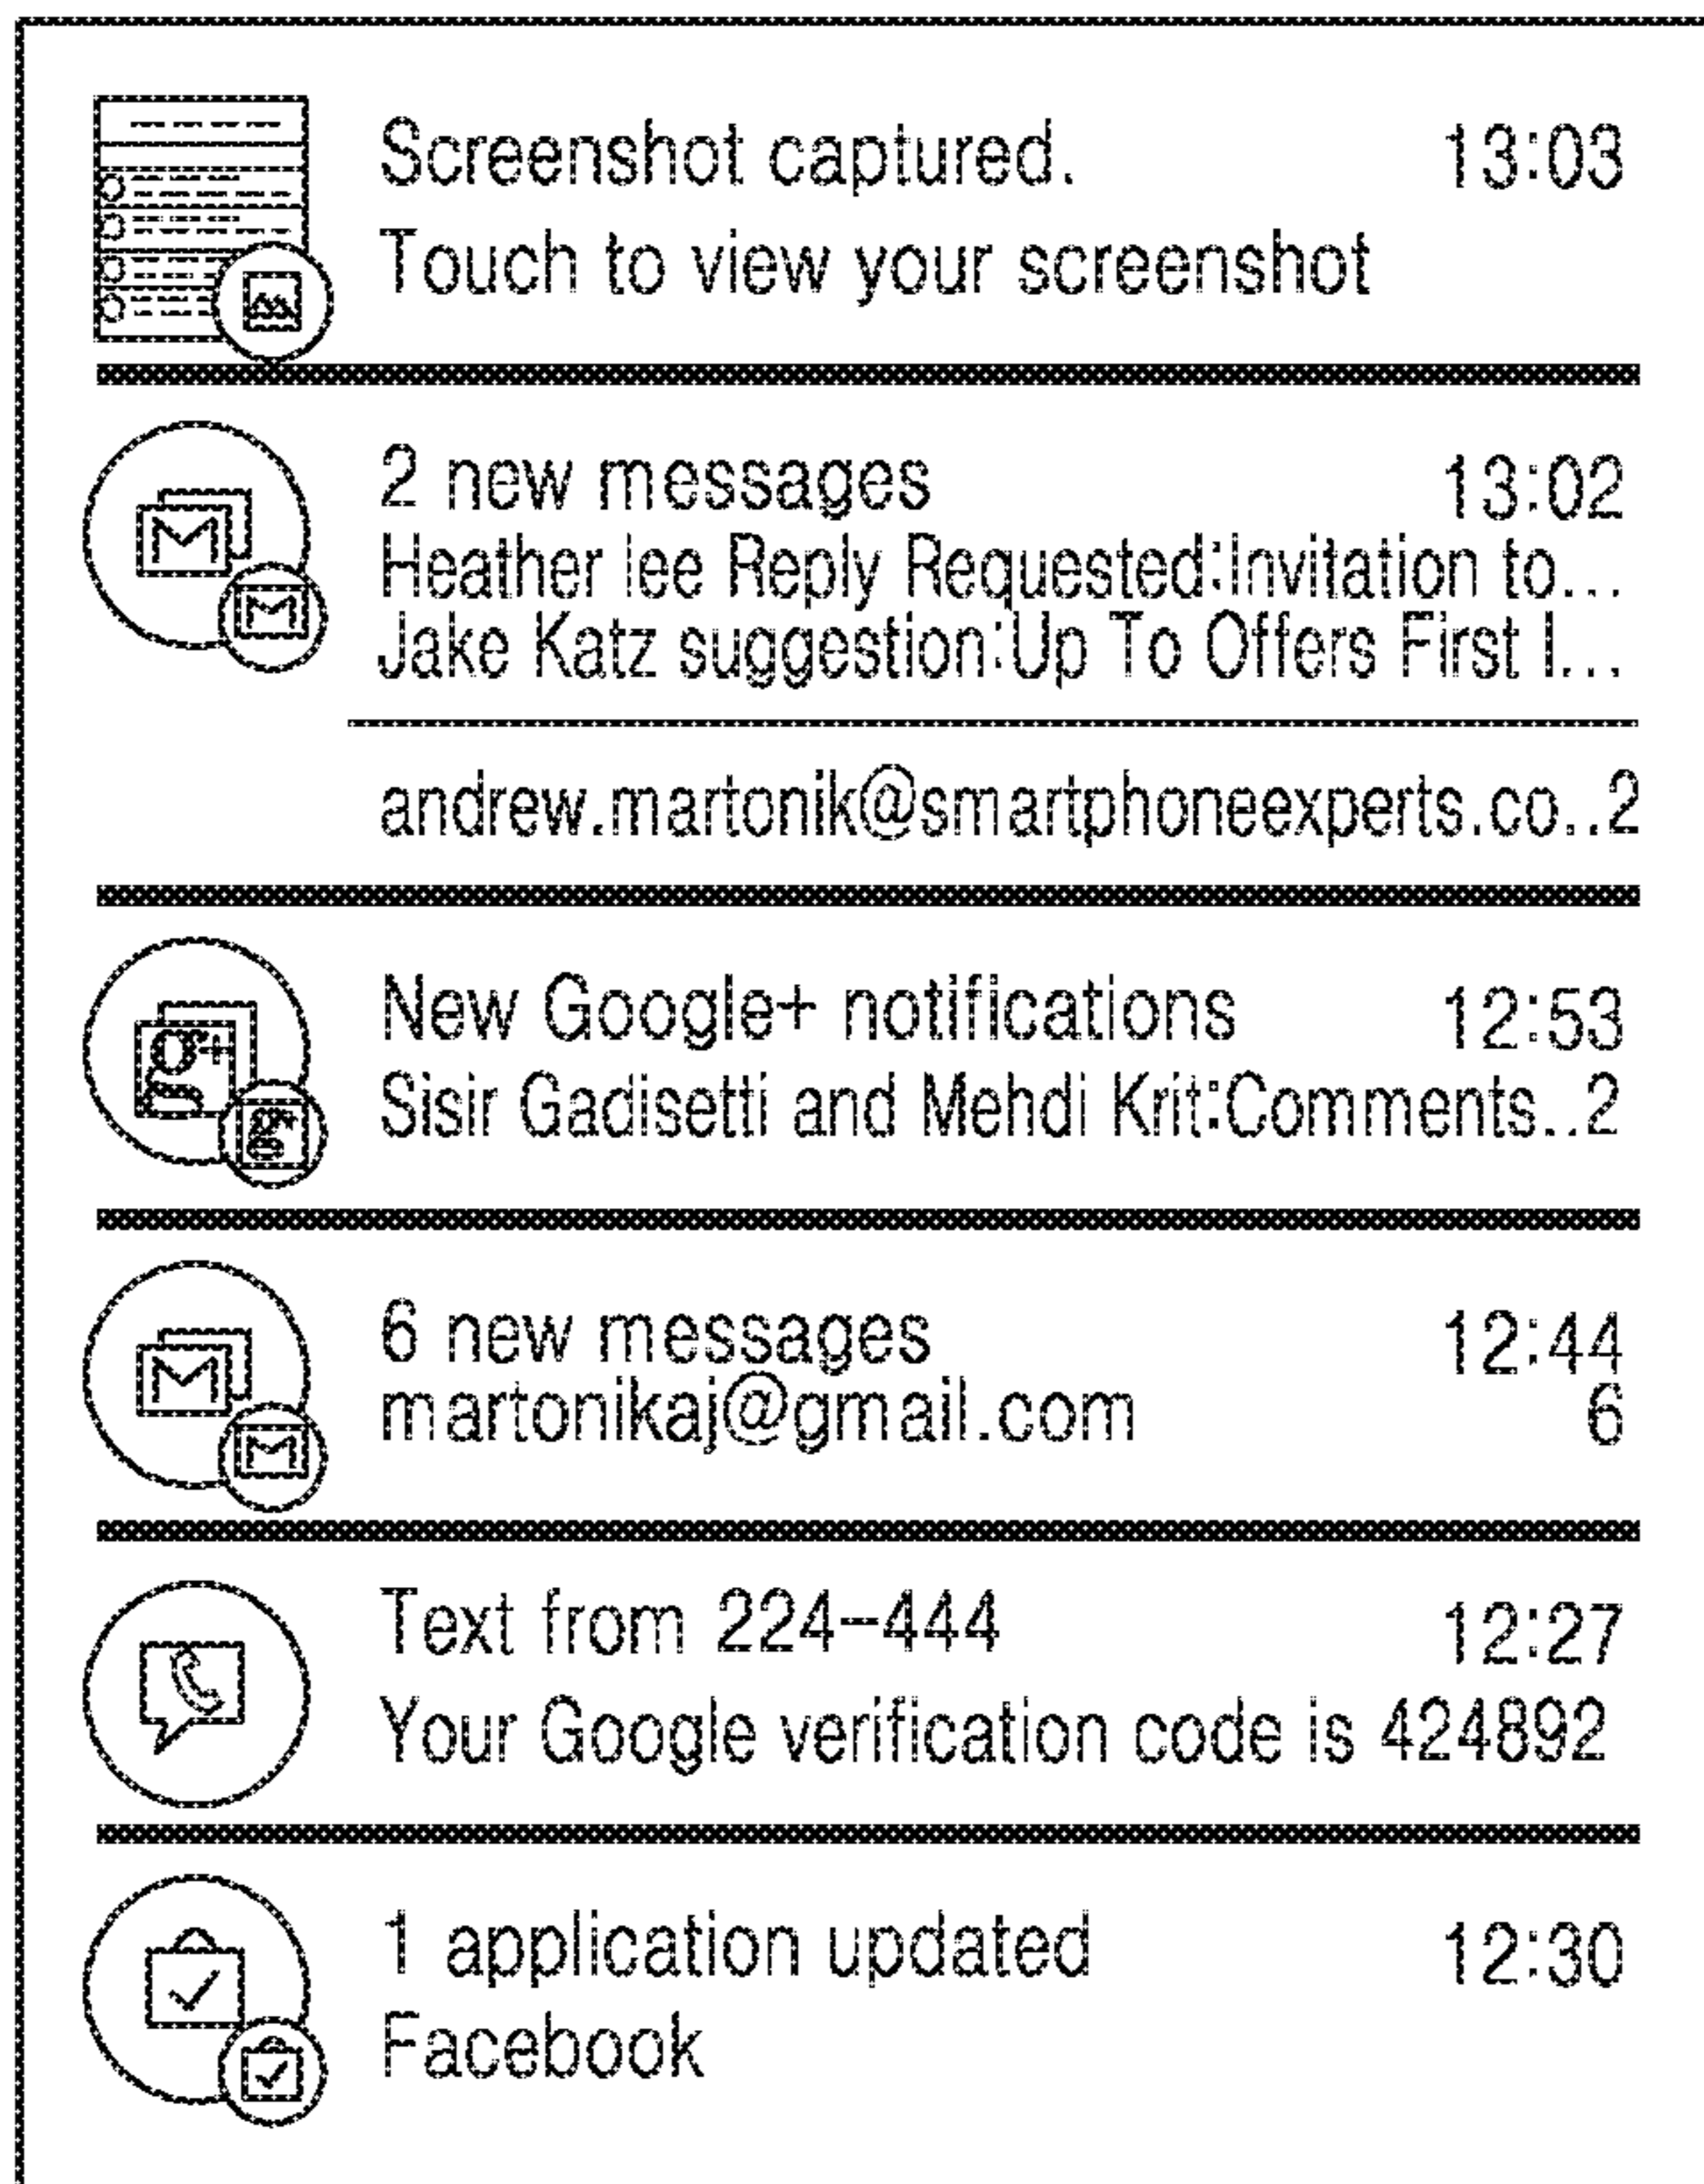 Screenshot captured. 13:03
Touch to view your screenshot
2 new messages 13:02
Heather lee Reply Requested:Invitation to...
Jake Katz suggestion:Up To Offers First I...
andrew.martonik@smartphoneexperts.co..2
New Google+ notifications 12:53
Sisir Gadisetti and Mehdi Krit:Comments..2
6 new messages 12:44
martonikaj@gmail.com 6
Text from 224-444 12:27
Your Google verification code is 424892
1 application updated 12:30
Facebook